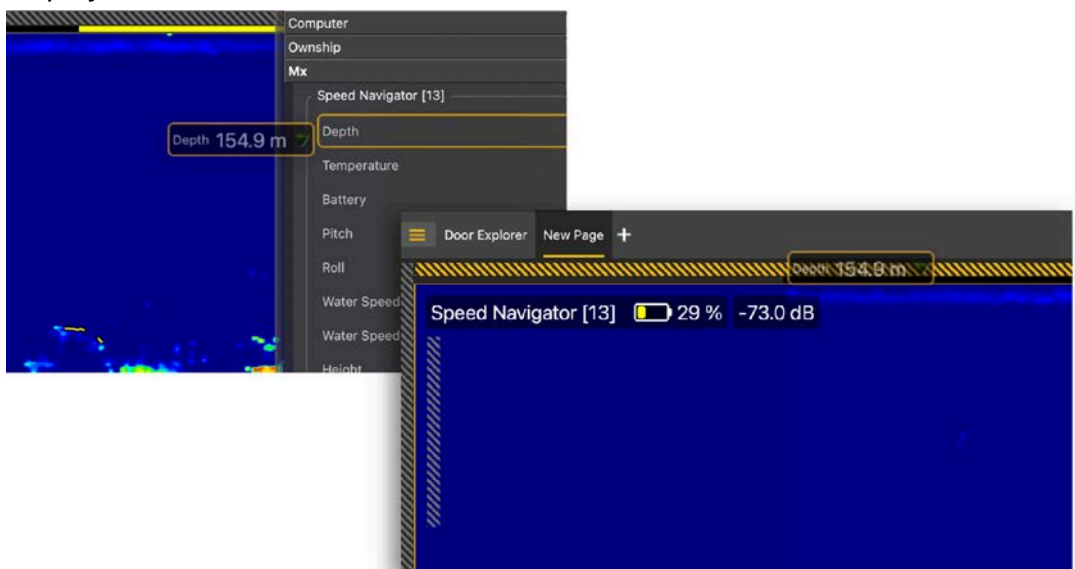 Computer
Ownship
Mx
Speed Navigator [13]
Depth 154.9 m
Depth
Temperature
Battery
Pitch
Roll
Water Speed
Water Speed
Height
Door Explorer New Page +
Depth 154.9 m
Speed Navigator [13] 29 % -73.0 dB